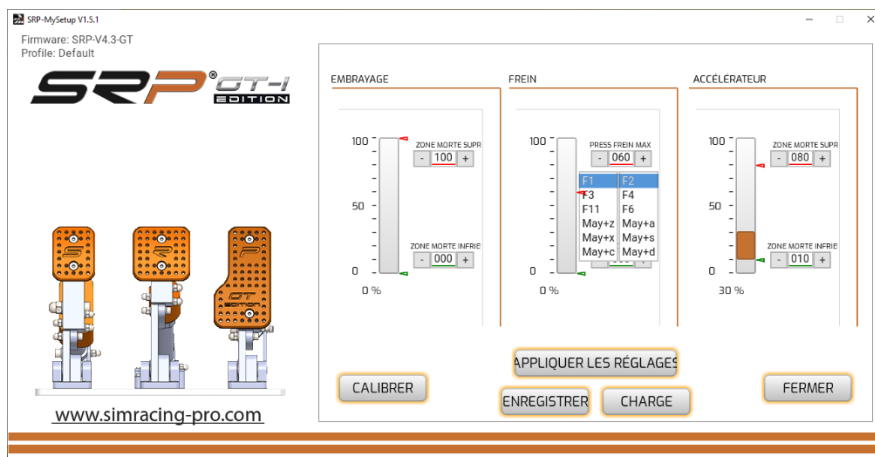 SRP-MySetup V1.5.1
Firmware: SRP-V4.3-GT
Profile: Default
SRP® GT-I
EDITION
EMBRAYAGE
FREIN
ACCÉLÉRATEUR
100
ZONE MORTE SUPR
- 100 +
50
ZONE MORTE INFRIE
- 000 +
0
0 %
100
PRESS FREIN MAX
- 060 +
F1 F2
F3 F4
F11 F6
May+z May+a
May+x May+s
May+c May+d
50
0
0 %
100
ZONE MORTE SUPR
- 080 +
50
ZONE MORTE INFRIE
- 010 +
0
30 %
S
R
P
GT
EDITION
www.simracing-pro.com
APPLIQUER LES RÉGLAGES
CALIBRER
ENREGISTRER
CHARGE
FERMER